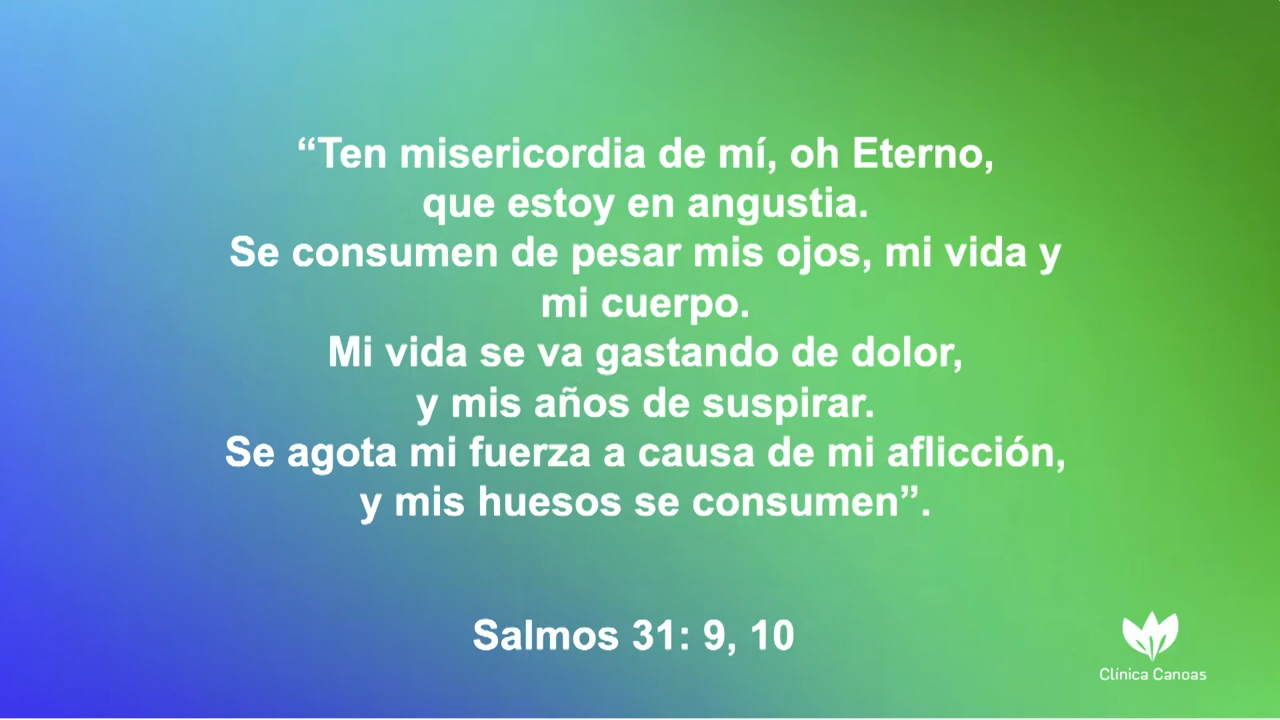 “Ten misericordia de mí, oh Eterno,
que estoy en angustia.
Se consumen de pesar mis ojos, mi vida y
mi cuerpo.
Mi vida se va gastando de dolor,
y mis años de suspirar.
Se agota mi fuerza a causa de mi aflicción,
y mis huesos se consumen”.
Salmos 31: 9, 10
Clínica Canoas